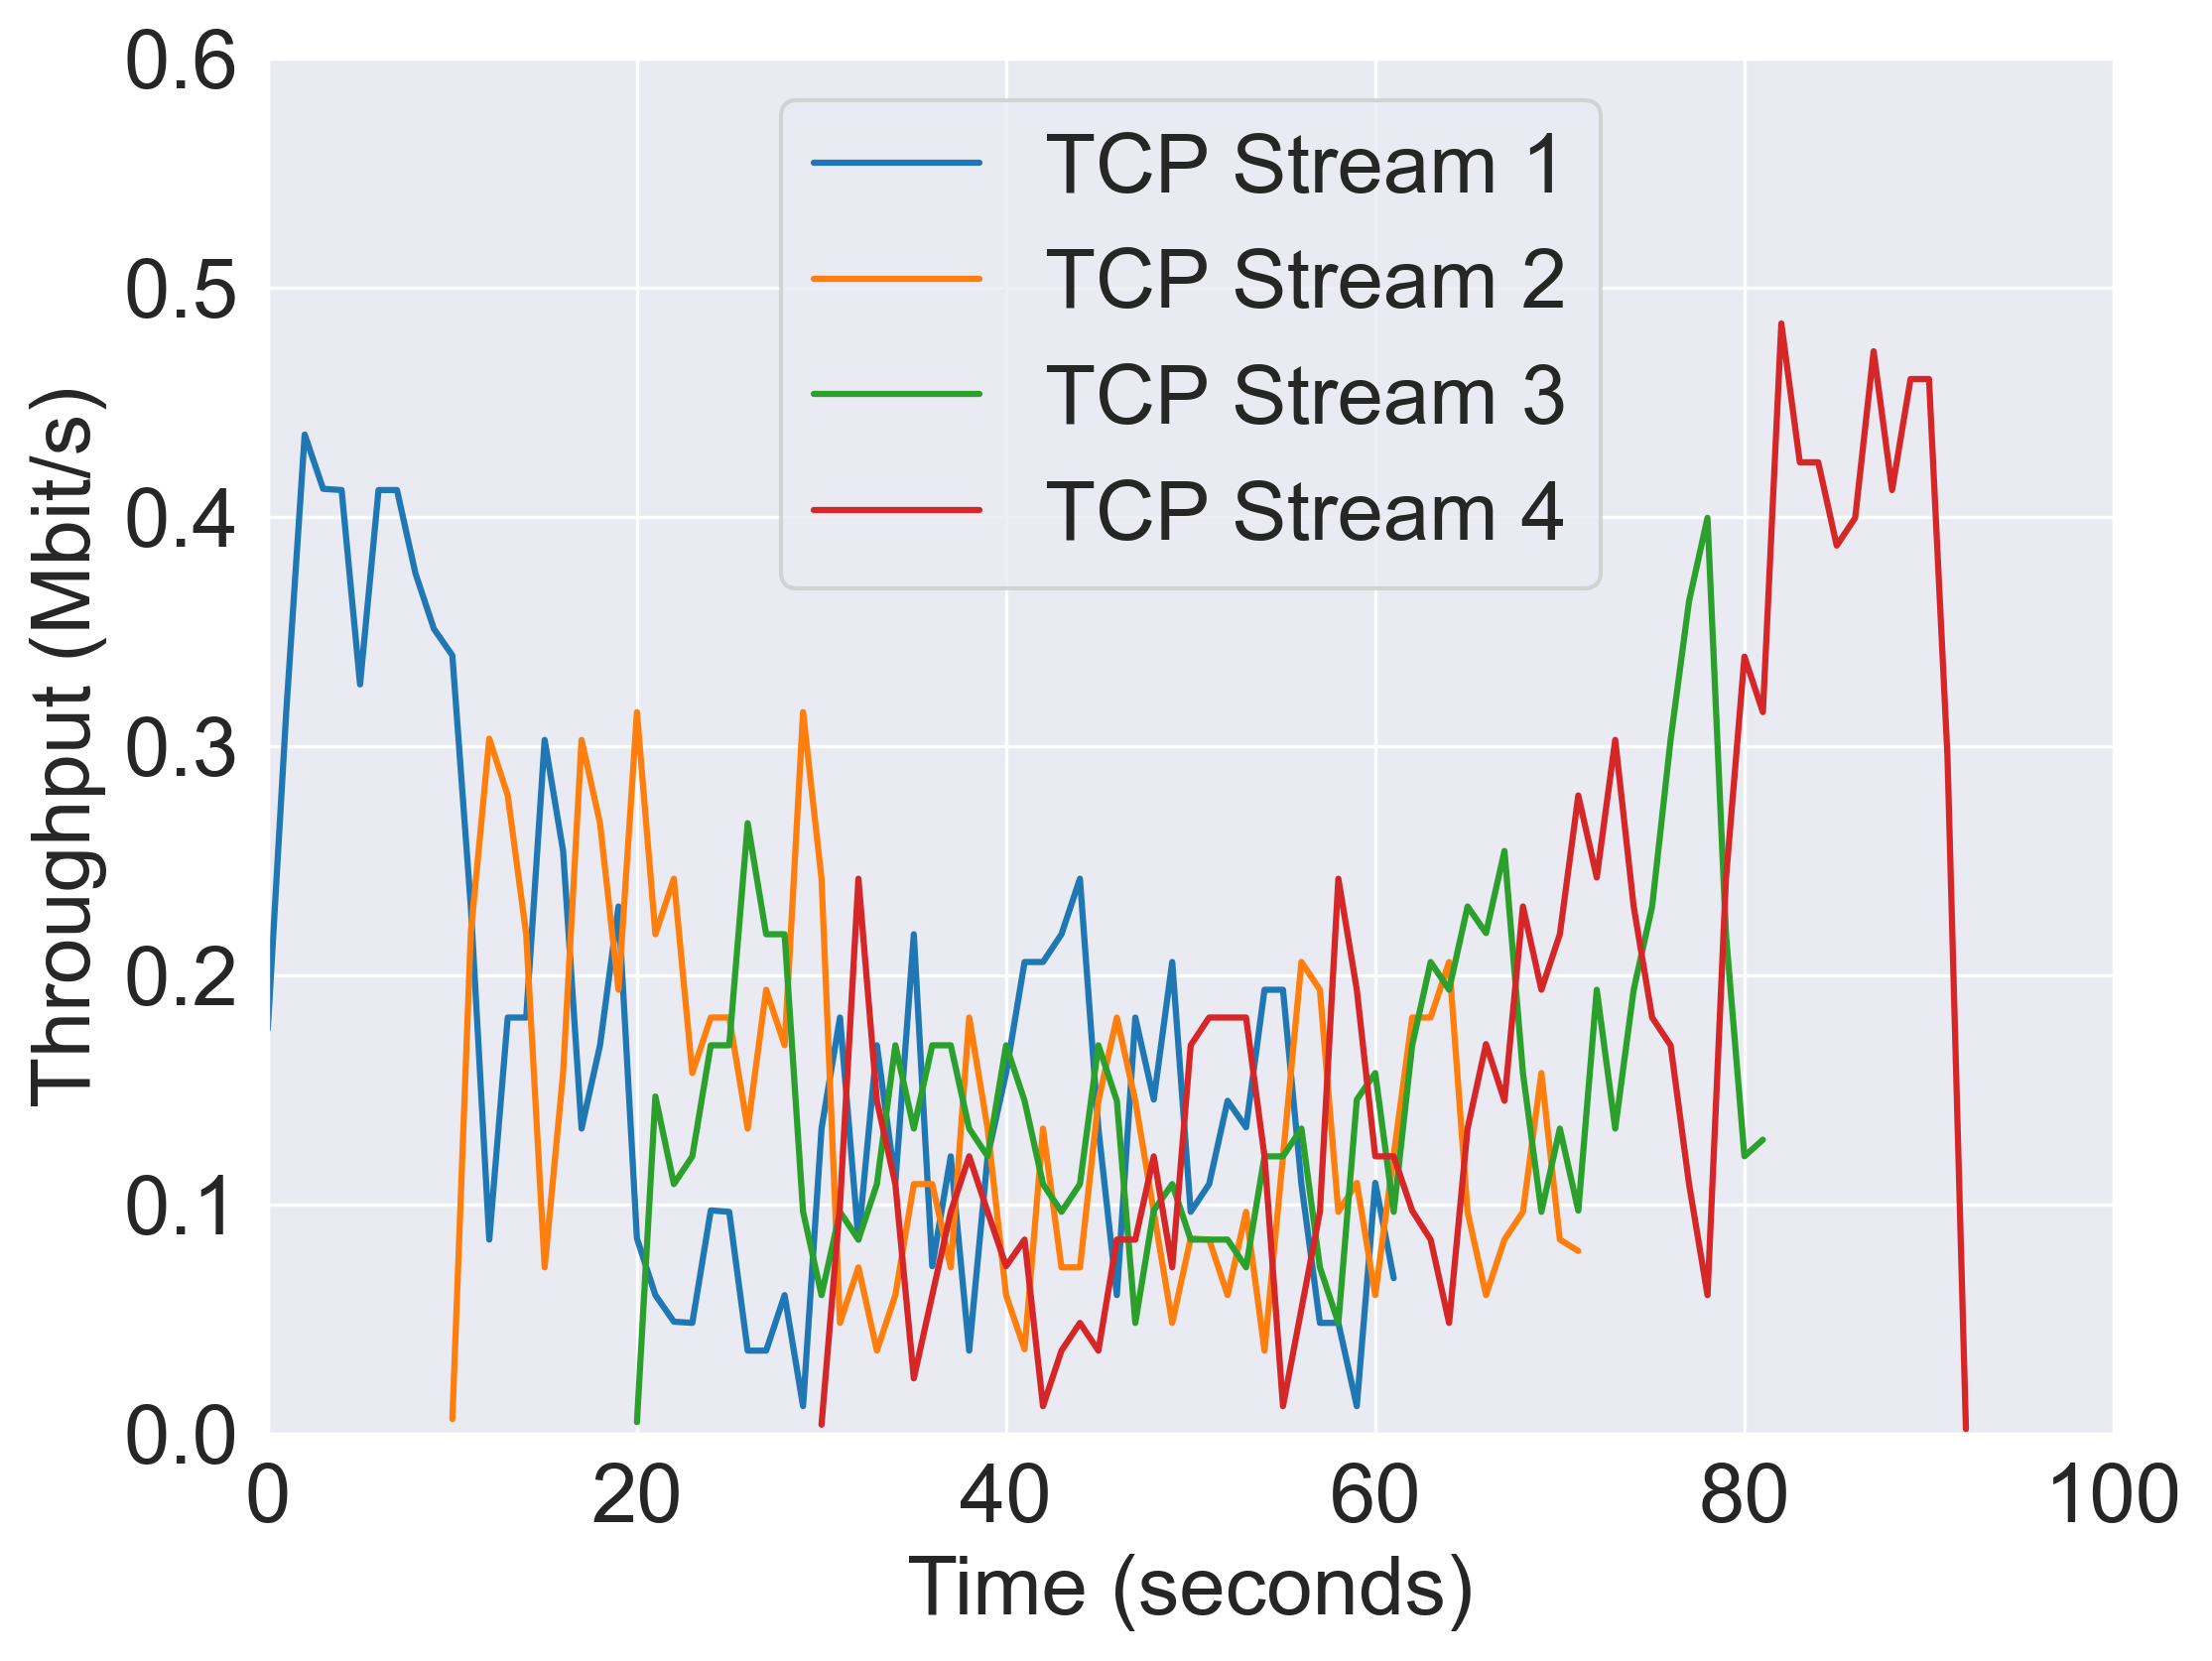 0.6
0.5
0.4
0.3
0.2
0.1
0.0
Throughput (Mbit/s)
TCP Stream 1
TCP Stream 2
TCP Stream 3
TCP Stream 4
0 20 40 60 80 100
Time (seconds)